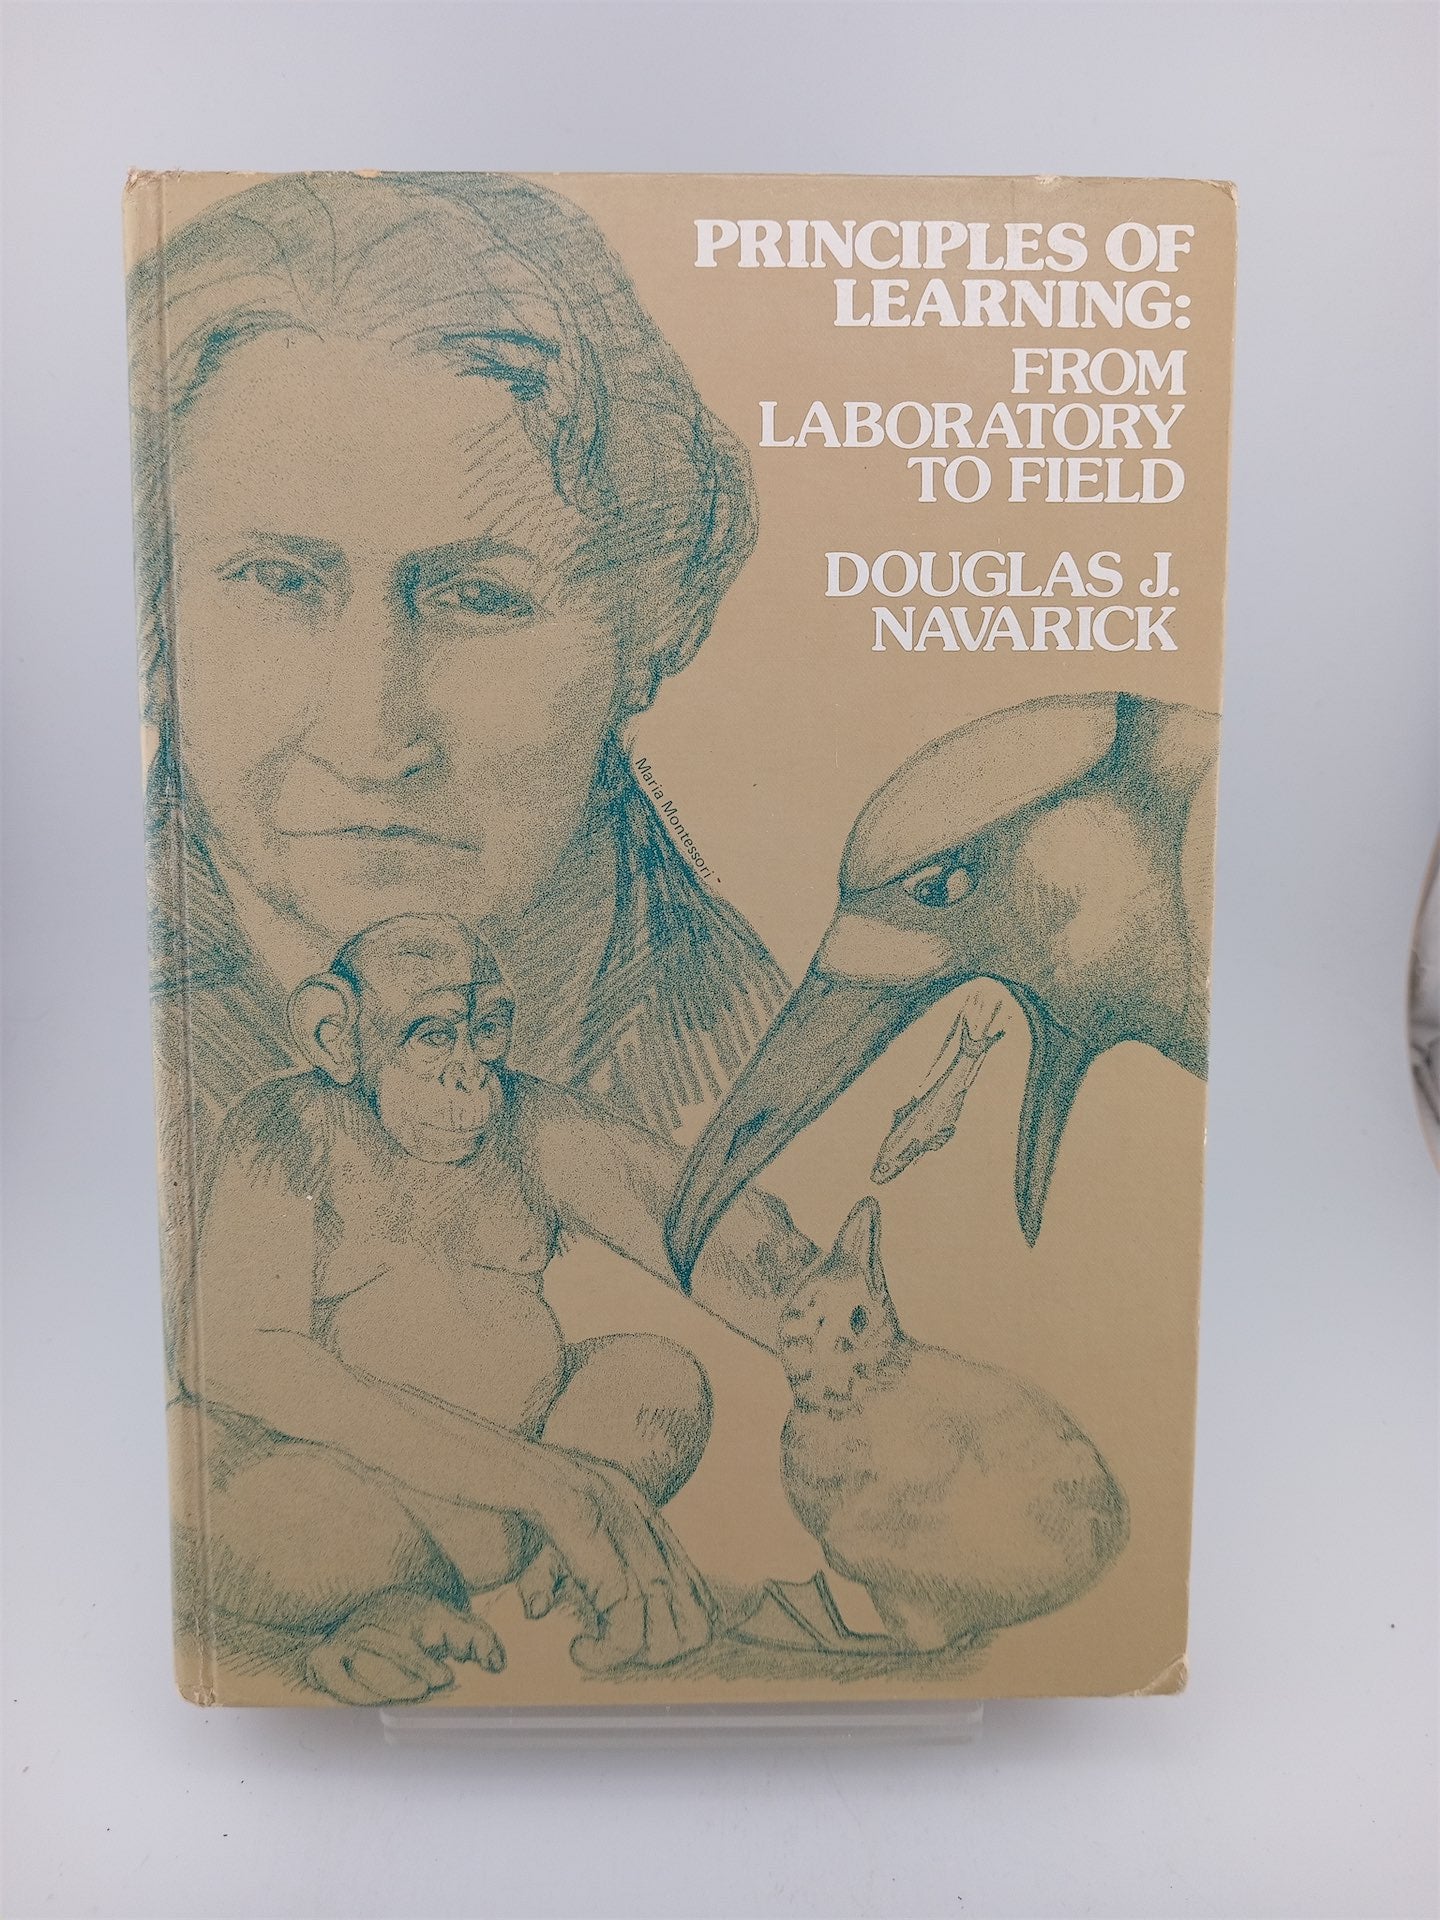 PRINCIPLES OF
LEARNING:
FROM
LABORATORY
TO FIELD
DOUGLAS J.
NAVARICK
Maria Montessori